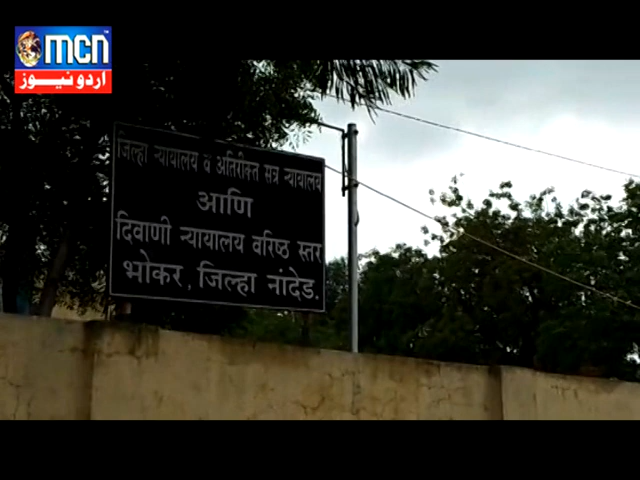 mcn
اردو نیوز
जिल्हा न्यायालय व अतिरीक्त सत्र न्यायालय
आणि
दिवाणी न्यायालय वरिष्ठ स्तर
भोकर, जिल्हा नांदेड.